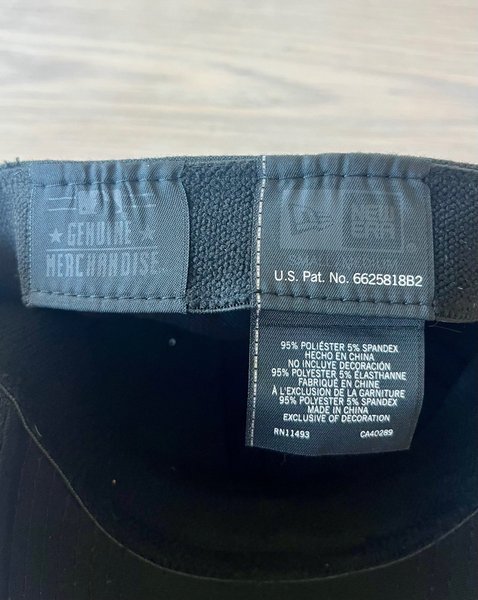 GENUINE
MERCHANDISE
NEW
ERA
U.S. Pat. No. 6625818B2
95% POLIÉSTER 5% SPANDEX
HECHO EN CHINA
NO INCLUYE DECORACIÓN
95% POLYESTER 5% ÉLASTHANNE
FABRIQUÉ EN CHINE
À L'EXCLUSION DE LA GARNITURE
95% POLYESTER 5% SPANDEX
MADE IN CHINA
EXCLUSIVE OF DECORATION
RN11493 CA40289